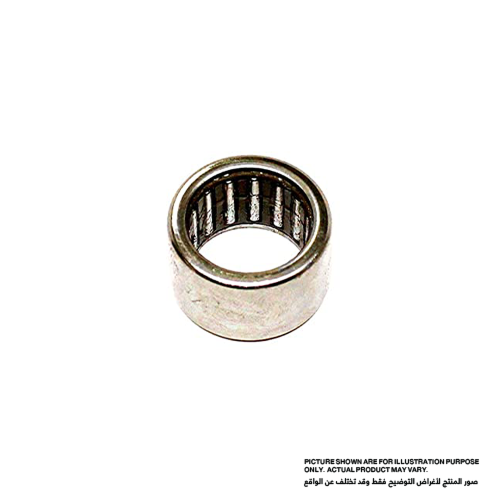 PICTURE SHOWN ARE FOR ILLUSTRATION PURPOSE
ONLY. ACTUAL PRODUCT MAY VARY.
صور المنتج لأغراض التوضيح فقط وقد تختلف عن الواقع